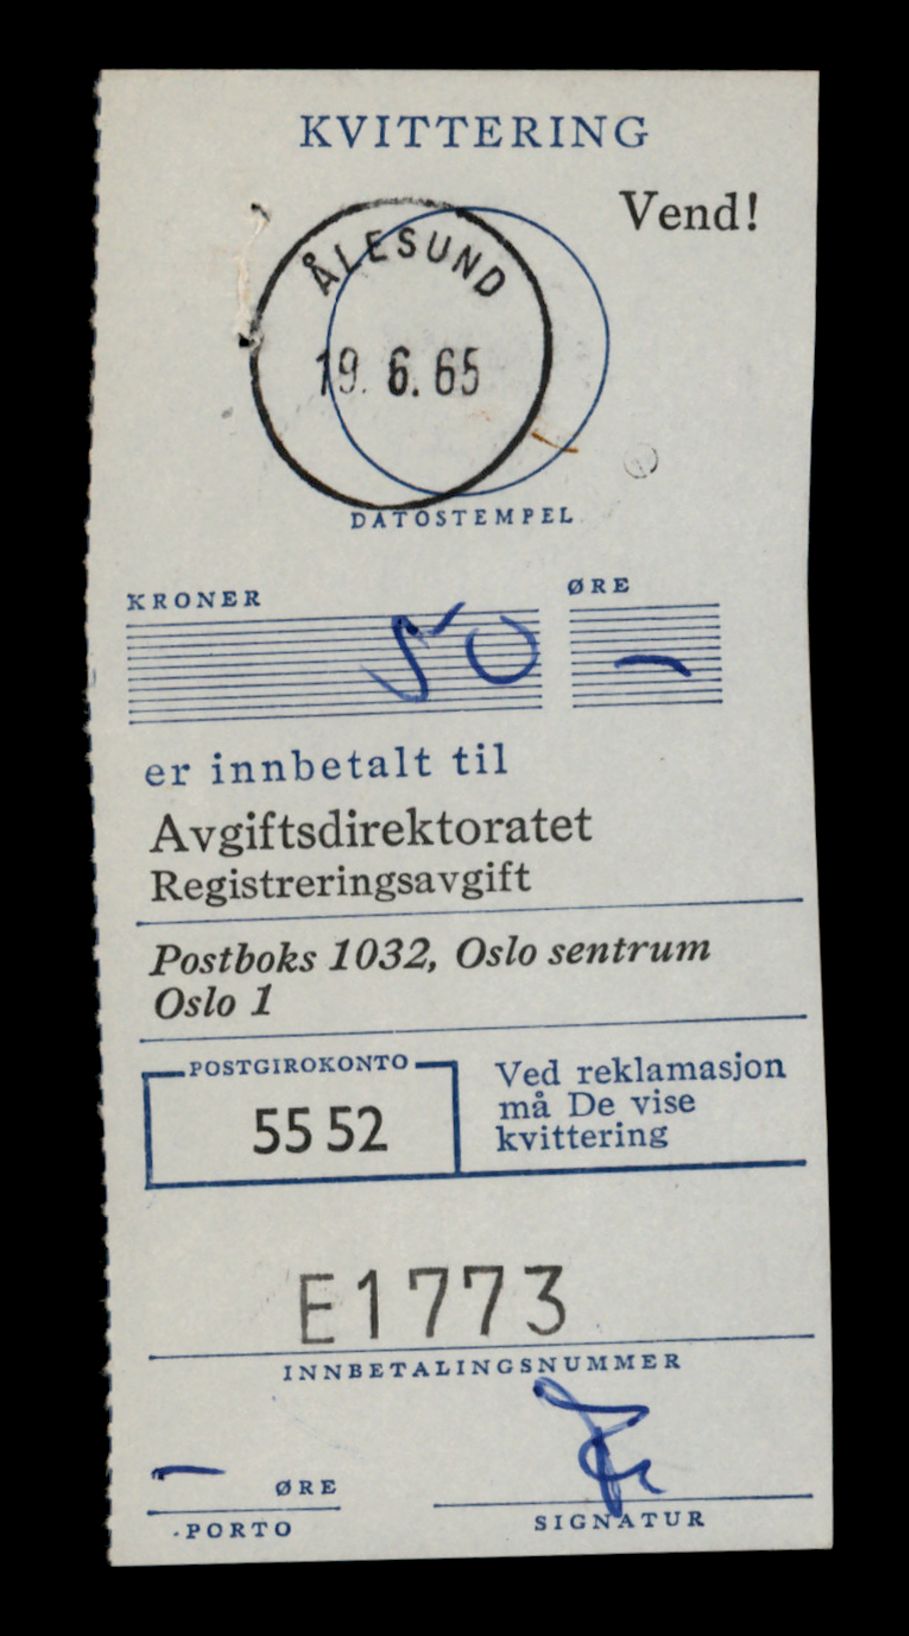 KVITTERING
Vend!
ÅLESUND
19. 6. 65
DATOSTEMPEL
KRONER
ØRE
50 –
er innbetalt til
Avgiftsdirektoratet
Registreringsavgift
Postboks 1032, Oslo sentrum
Oslo 1
POSTGIROKONTO
55 52
Ved reklamasjon
må De vise
kvittering
E1773
INNBETALINGSNUMMER
– ØRE
PORTO
SIGNATUR